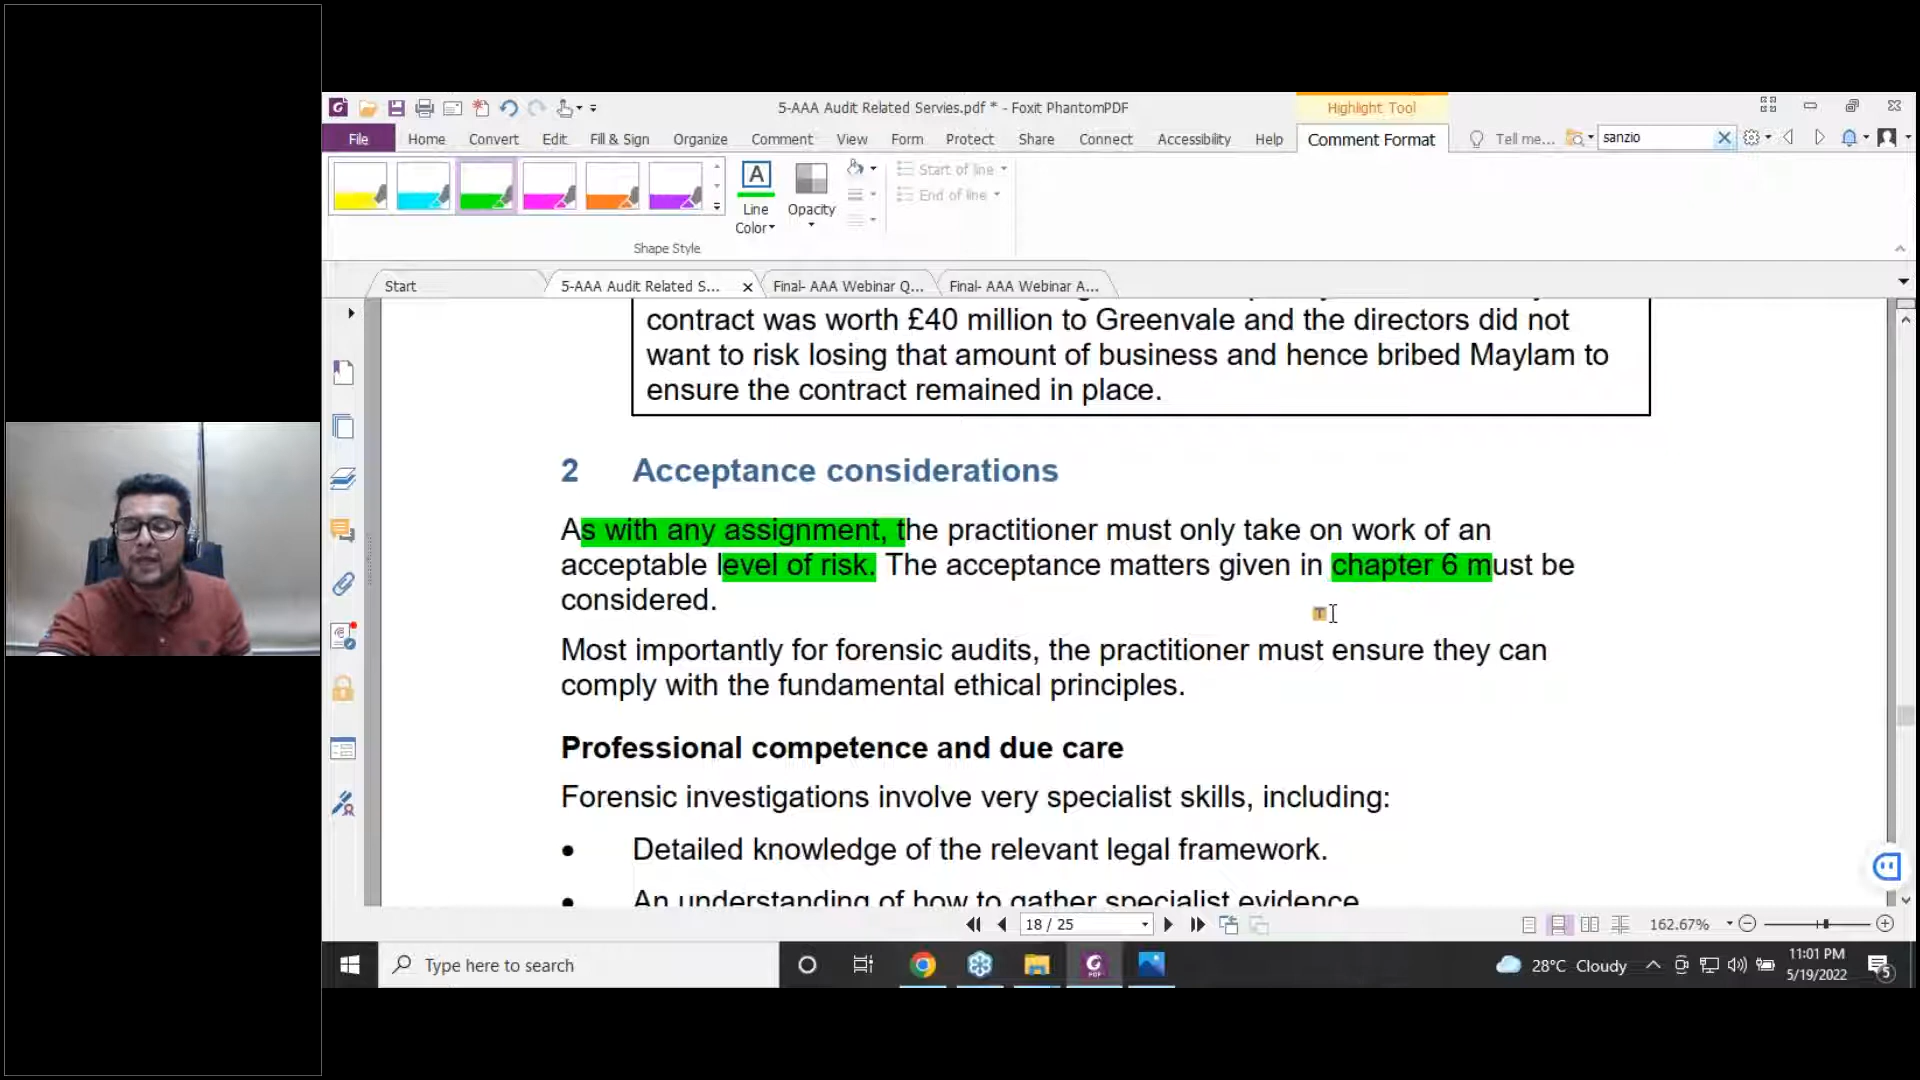 5-AAA Audit Related Servies.pdf * - Foxit PhantomPDF
Highlight Tool
File Home Convert Edit Fill & Sign Organize Comment View Form Protect Share Connect Accessibility Help Comment Format Tell me... sanzio
Start of line
End of line
Line
Color
Opacity
Shape Style
Start 5-AAA Audit Related S... Final- AAA Webinar Q... Final- AAA Webinar A...
contract was worth £40 million to Greenvale and the directors did not
want to risk losing that amount of business and hence bribed Maylam to
ensure the contract remained in place.
2 Acceptance considerations
As with any assignment, the practitioner must only take on work of an
acceptable level of risk. The acceptance matters given in chapter 6 must be
considered.
Most importantly for forensic audits, the practitioner must ensure they can
comply with the fundamental ethical principles.
Professional competence and due care
Forensic investigations involve very specialist skills, including:
• Detailed knowledge of the relevant legal framework.
• An understanding of how to gather specialist evidence
18 / 25
162.67%
Type here to search
28°C Cloudy
11:01 PM
5/19/2022
5